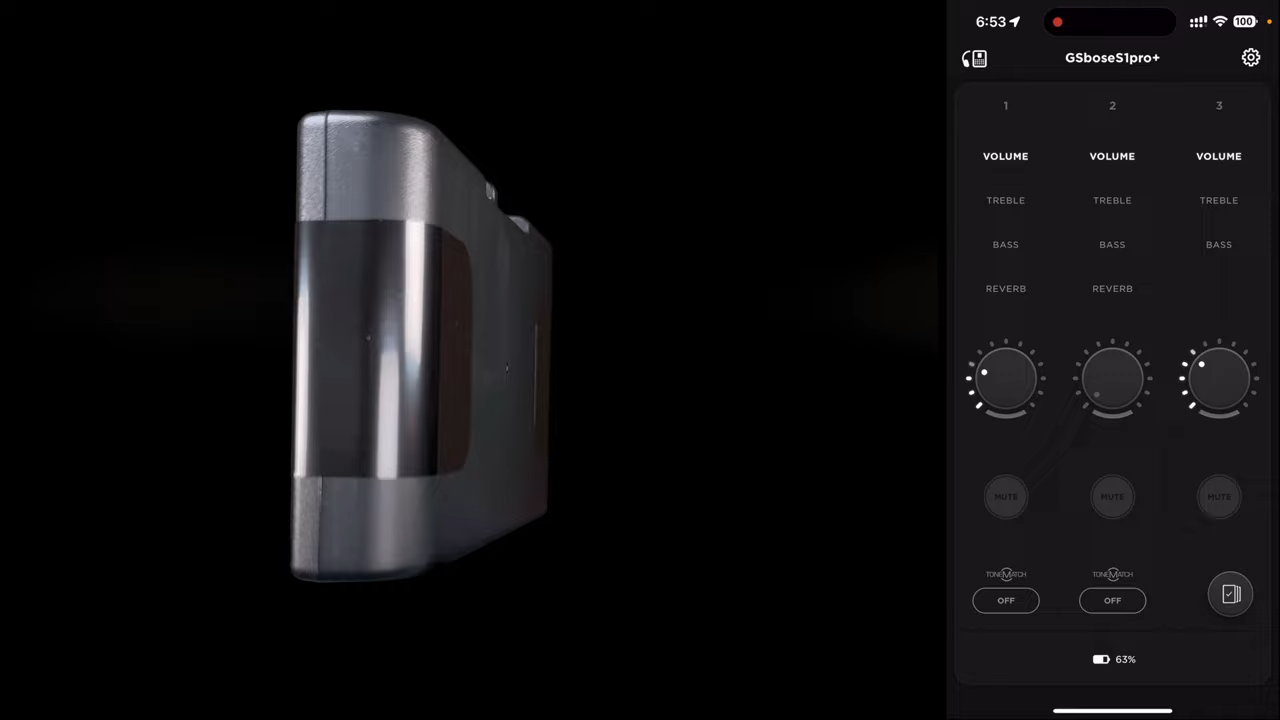 6:53
100
GSboseS1pro+
1 2 3
VOLUME VOLUME VOLUME
TREBLE TREBLE TREBLE
BASS BASS BASS
REVERB REVERB
MUTE MUTE MUTE
TONEMATCH TONEMATCH
OFF OFF
63%